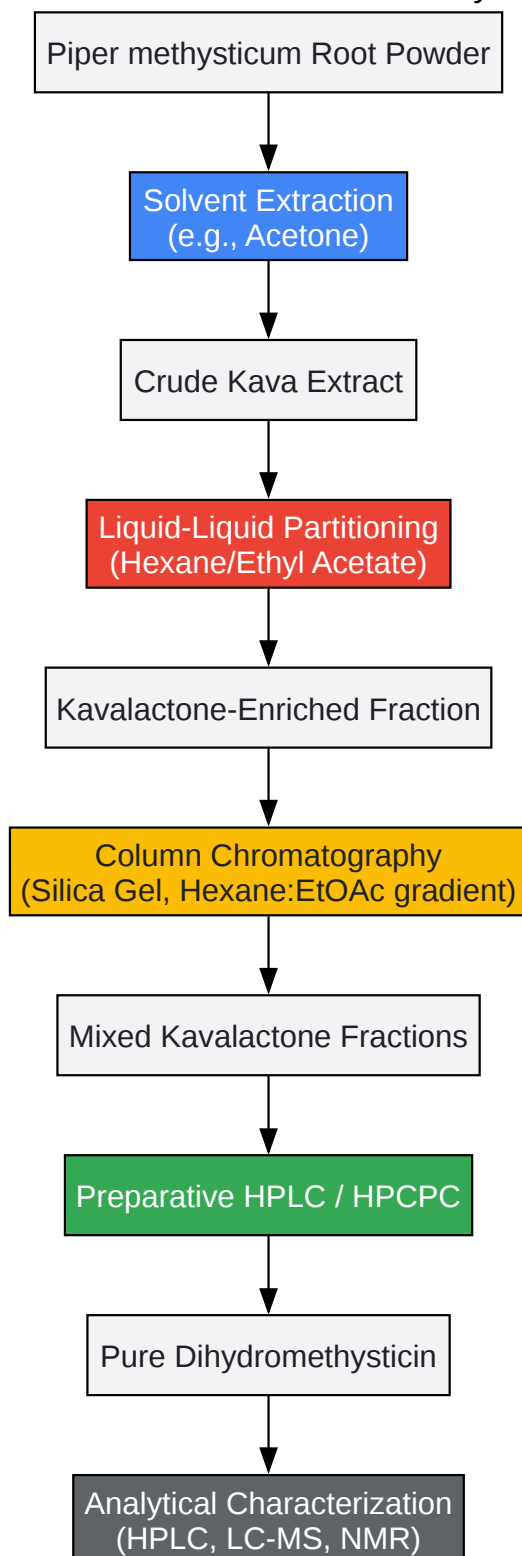 Piper methysticum Root Powder
Solvent Extraction
(e.g., Acetone)
Crude Kava Extract
Liquid-Liquid Partitioning
(Hexane/Ethyl Acetate)
Kavalactone-Enriched Fraction
Column Chromatography
(Silica Gel, Hexane:EtOAc gradient)
Mixed Kavalactone Fractions
Preparative HPLC / HPCPC
Pure Dihydromethysticin
Analytical Characterization
(HPLC, LC-MS, NMR)